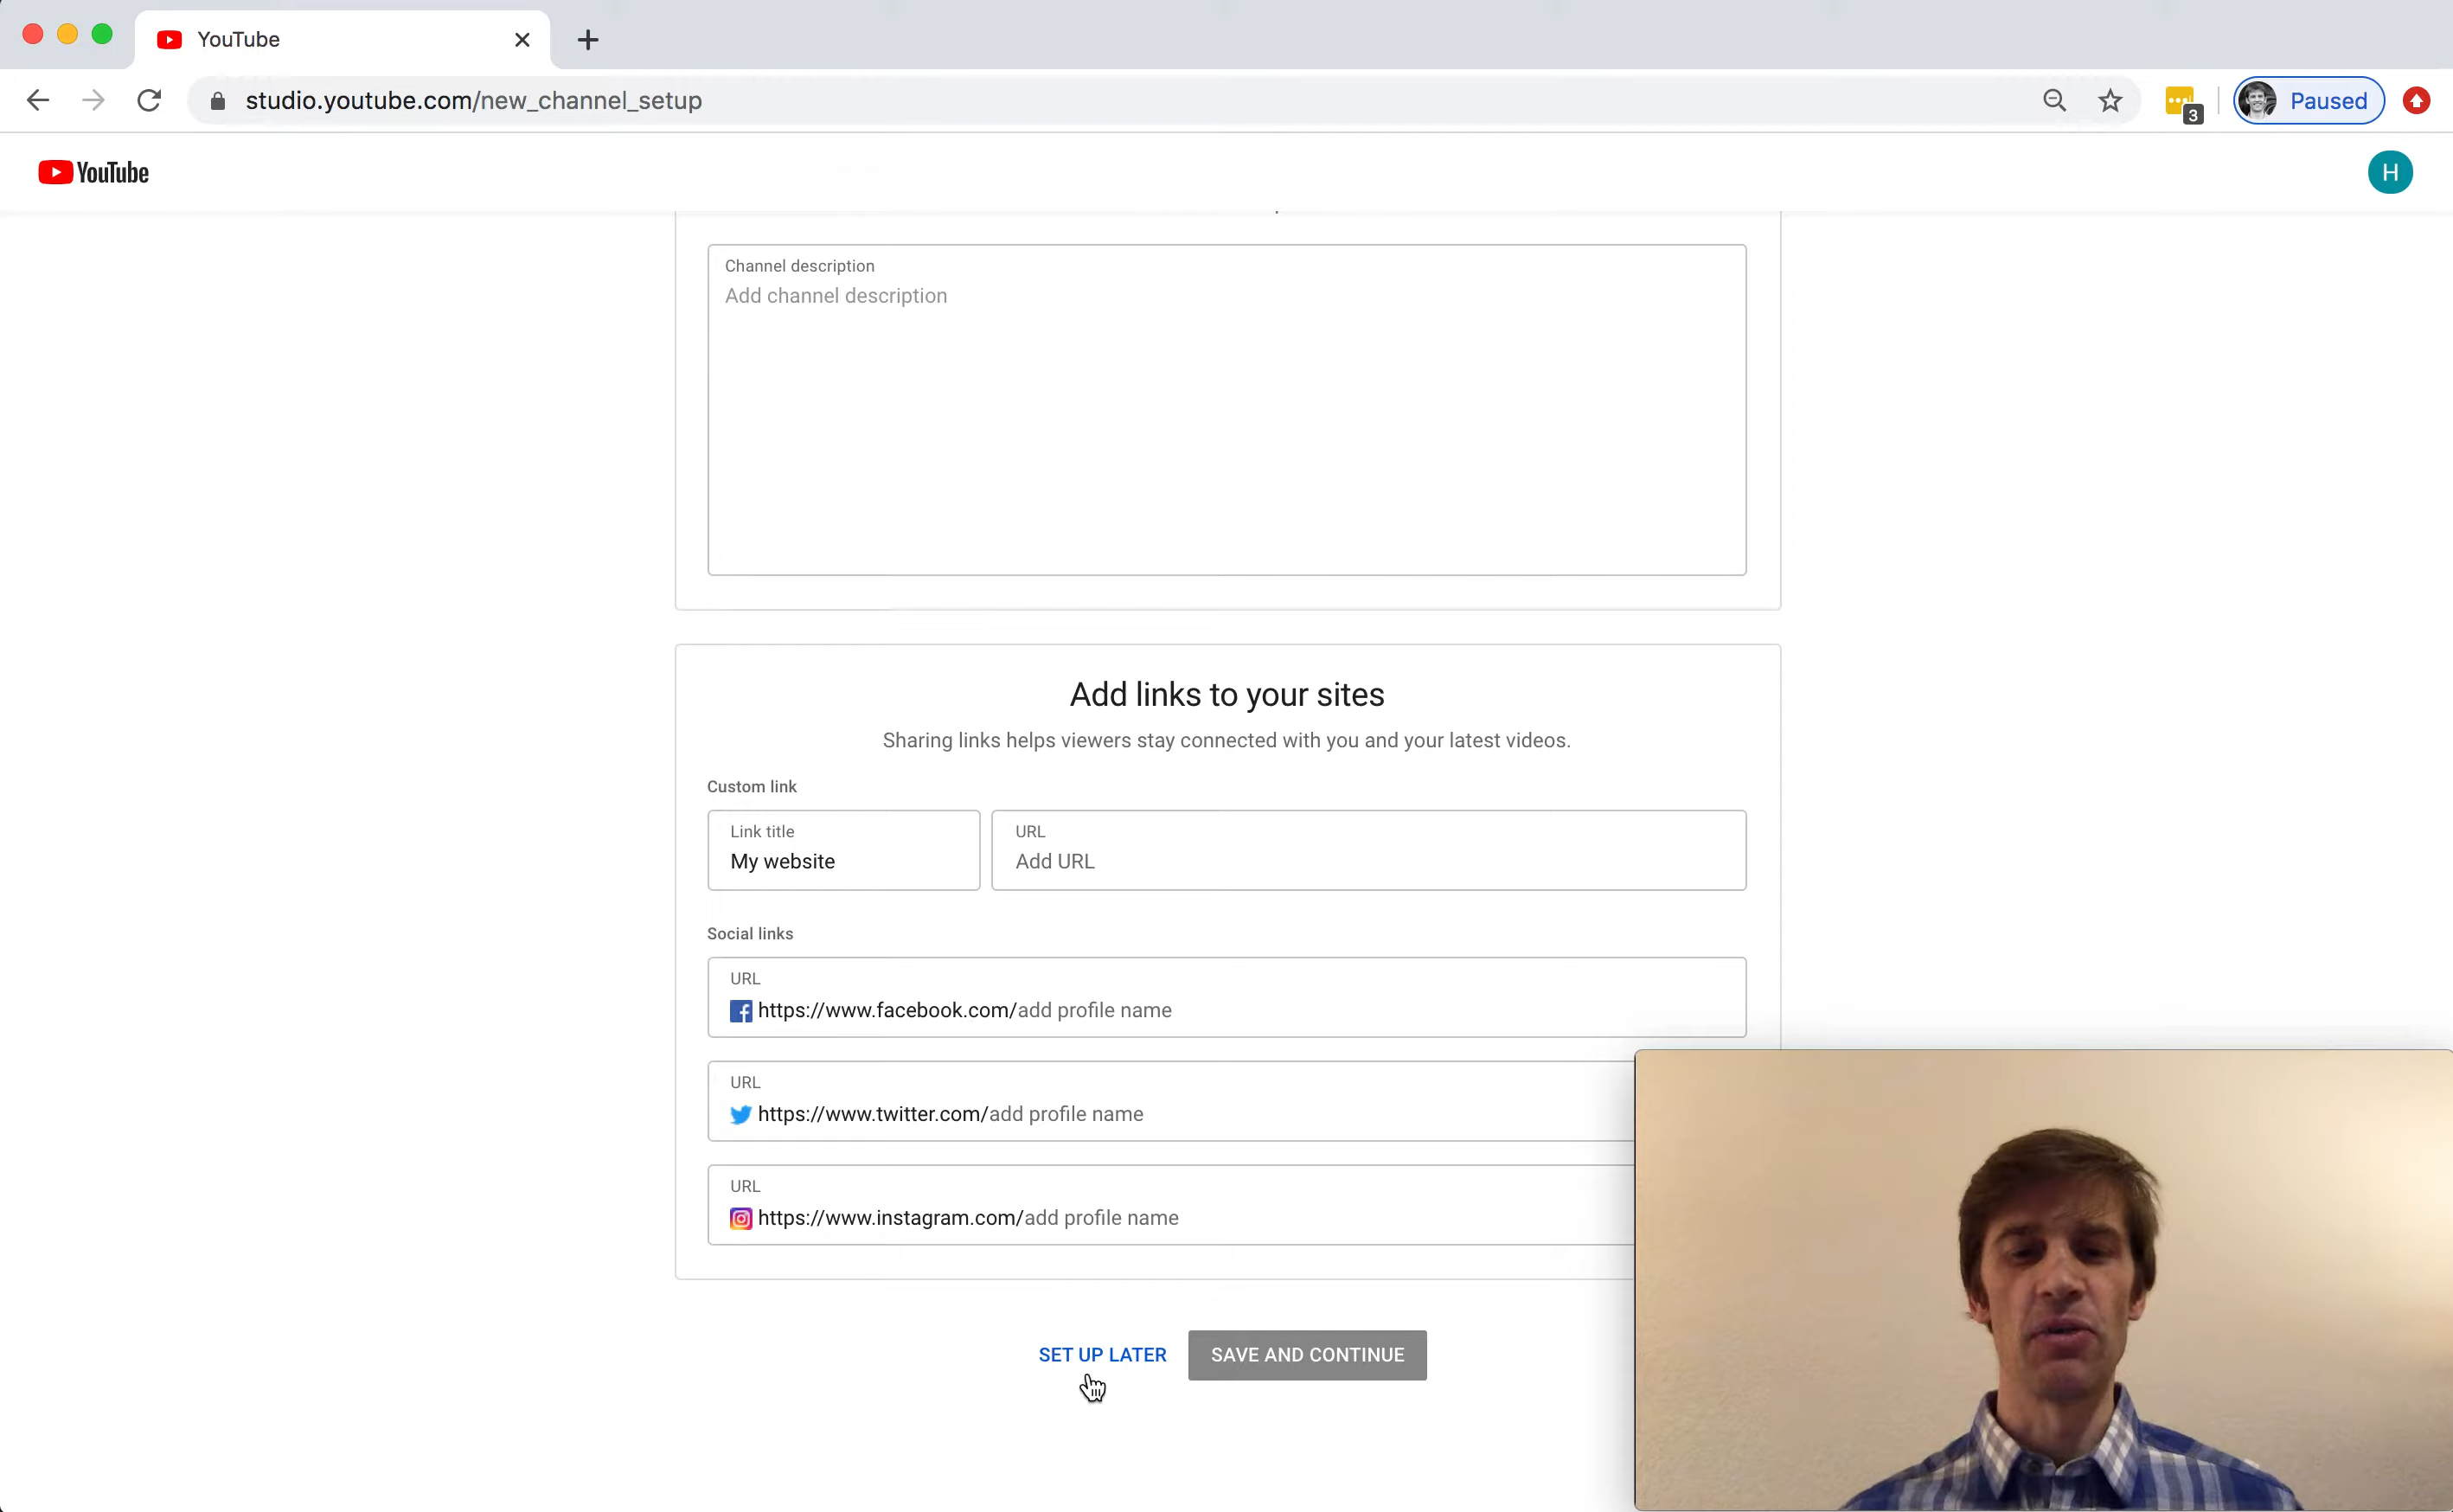 YouTube
studio.youtube.com/new_channel_setup
3
Paused
YouTube
H
Channel description
Add channel description
Add links to your sites
Sharing links helps viewers stay connected with you and your latest videos.
Custom link
Link title
My website
URL
Add URL
Social links
URL
https://www.facebook.com/add profile name
URL
https://www.twitter.com/add profile name
URL
https://www.instagram.com/add profile name
SET UP LATER
SAVE AND CONTINUE